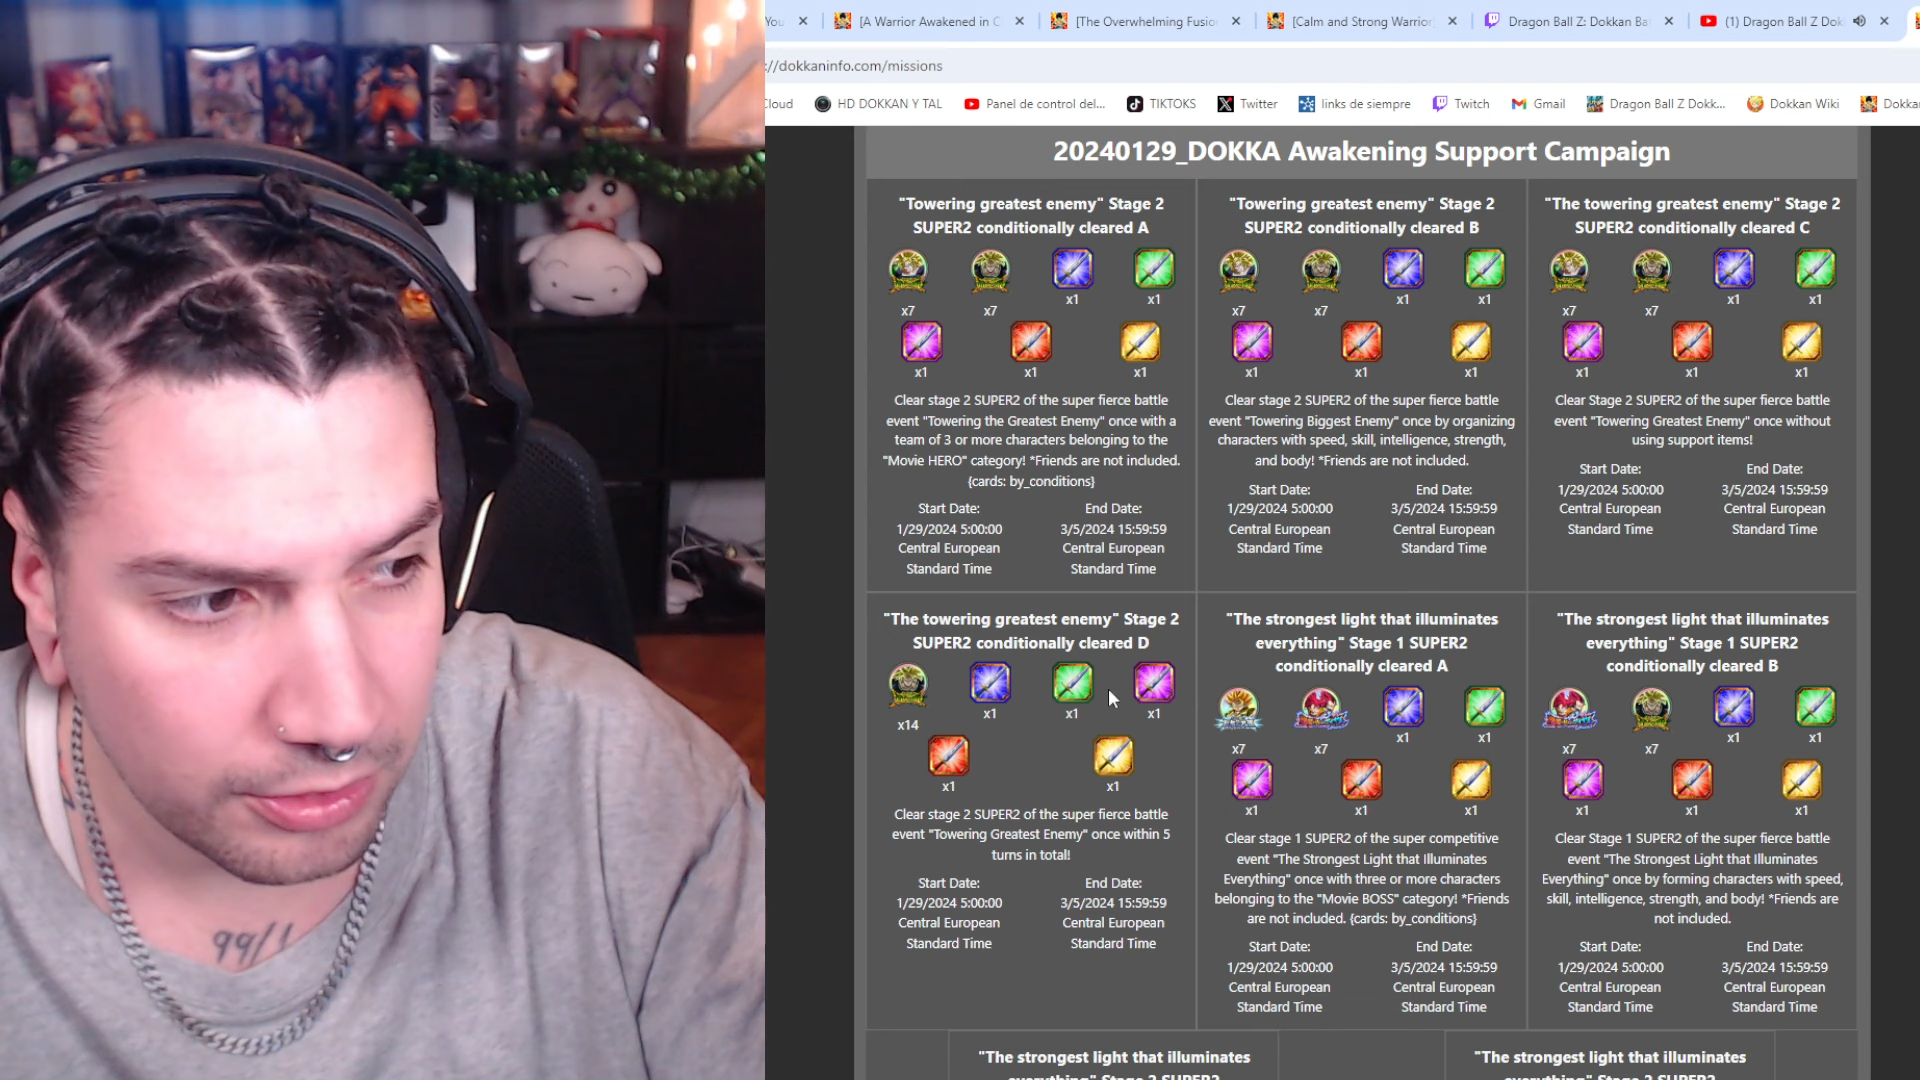 You
[A Warrior Awakened in C
[The Overwhelming Fusio
[Calm and Strong Warrior
Dragon Ball Z: Dokkan Ba
(1) Dragon Ball Z Dok
://dokkaninfo.com/missions
Cloud
HD DOKKAN Y TAL
Panel de control del...
TIKTOKS
Twitter
links de siempre
Twitch
Gmail
Dragon Ball Z Dokk...
Dokkan Wiki
Dokkan
20240129_DOKKA Awakening Support Campaign
"Towering greatest enemy" Stage 2
SUPER2 conditionally cleared A
x7
x7
x1
x1
x1
x1
x1
Clear stage 2 SUPER2 of the super fierce battle
event "Towering the Greatest Enemy" once with a
team of 3 or more characters belonging to the
"Movie HERO" category! *Friends are not included.
{cards: by_conditions}
Start Date:
1/29/2024 5:00:00
Central European
Standard Time
End Date:
3/5/2024 15:59:59
Central European
Standard Time
"Towering greatest enemy" Stage 2
SUPER2 conditionally cleared B
x7
x7
x1
x1
x1
x1
x1
Clear stage 2 SUPER2 of the super fierce battle
event "Towering Biggest Enemy" once by organizing
characters with speed, skill, intelligence, strength,
and body! *Friends are not included.
Start Date:
1/29/2024 5:00:00
Central European
Standard Time
End Date:
3/5/2024 15:59:59
Central European
Standard Time
"The towering greatest enemy" Stage 2
SUPER2 conditionally cleared C
x7
x7
x1
x1
x1
x1
x1
Clear Stage 2 SUPER2 of the super fierce battle
event "Towering Greatest Enemy" once without
using support items!
Start Date:
1/29/2024 5:00:00
Central European
Standard Time
End Date:
3/5/2024 15:59:59
Central European
Standard Time
"The towering greatest enemy" Stage 2
SUPER2 conditionally cleared D
x14
x1
x1
x1
x1
x1
Clear stage 2 SUPER2 of the super fierce battle
event "Towering Greatest Enemy" once within 5
turns in total!
Start Date:
1/29/2024 5:00:00
Central European
Standard Time
End Date:
3/5/2024 15:59:59
Central European
Standard Time
"The strongest light that illuminates
everything" Stage 1 SUPER2
conditionally cleared A
x7
x7
x1
x1
x1
x1
x1
Clear stage 1 SUPER2 of the super competitive
event "The Strongest Light that Illuminates
Everything" once with three or more characters
belonging to the "Movie BOSS" category! *Friends
are not included. {cards: by_conditions}
Start Date:
1/29/2024 5:00:00
Central European
Standard Time
End Date:
3/5/2024 15:59:59
Central European
Standard Time
"The strongest light that illuminates
everything" Stage 1 SUPER2
conditionally cleared B
x7
x7
x1
x1
x1
x1
x1
Clear Stage 1 SUPER2 of the super fierce battle
event "The Strongest Light that Illuminates
Everything" once by forming characters with speed,
skill, intelligence, strength, and body! *Friends are
not included.
Start Date:
1/29/2024 5:00:00
Central European
Standard Time
End Date:
3/5/2024 15:59:59
Central European
Standard Time
"The strongest light that illuminates
everything" Stage 2 SUPER2
"The strongest light that illuminates
everything" Stage 2 SUPER2
99/1